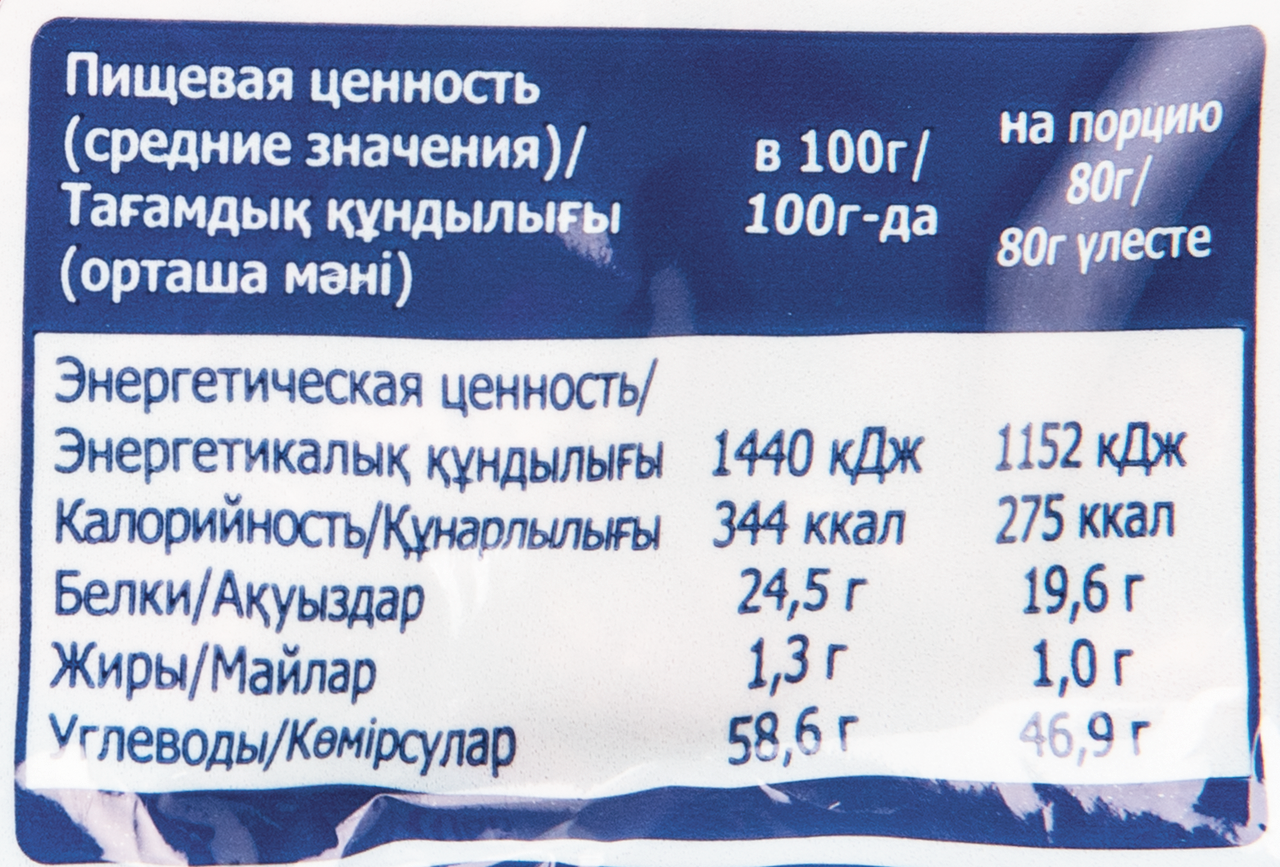 Пищевая ценность
(средние значения)/
Тағамдық құндылығы
(орташа мәні)
в 100г/
100г-да
на порцию
80г/
80г үлесте
Энергетическая ценность/
Энергетикалық құндылығы 1440 кДж 1152 кДж
Калорийность/Құнарлылығы 344 ккал 275 ккал
Белки/Ақуыздар 24,5 г 19,6 г
Жиры/Майлар 1,3 г 1,0 г
Углеводы/Көмірсулар 58,6 г 46,9 г